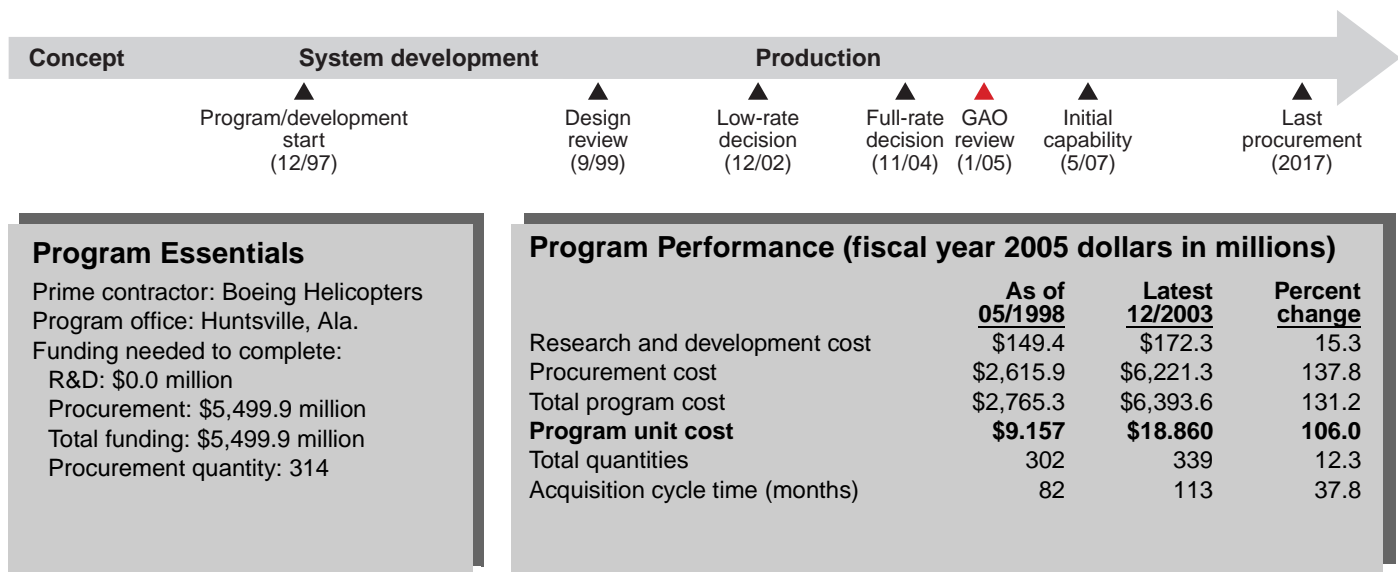 Concept System development Production
Program/development
start
(12/97)
Design
review
(9/99)
Low-rate
decision
(12/02)
Full-rate
decision
(11/04)
GAO
review
(1/05)
Initial
capability
(5/07)
Last
procurement
(2017)
Program Essentials
Prime contractor: Boeing Helicopters
Program office: Huntsville, Ala.
Funding needed to complete:
R&D: $0.0 million
Procurement: $5,499.9 million
Total funding: $5,499.9 million
Procurement quantity: 314
Program Performance (fiscal year 2005 dollars in millions)
As of Latest Percent
05/1998 12/2003 change
Research and development cost $149.4 $172.3 15.3
Procurement cost $2,615.9 $6,221.3 137.8
Total program cost $2,765.3 $6,393.6 131.2
Program unit cost $9.157 $18.860 106.0
Total quantities 302 339 12.3
Acquisition cycle time (months) 82 113 37.8